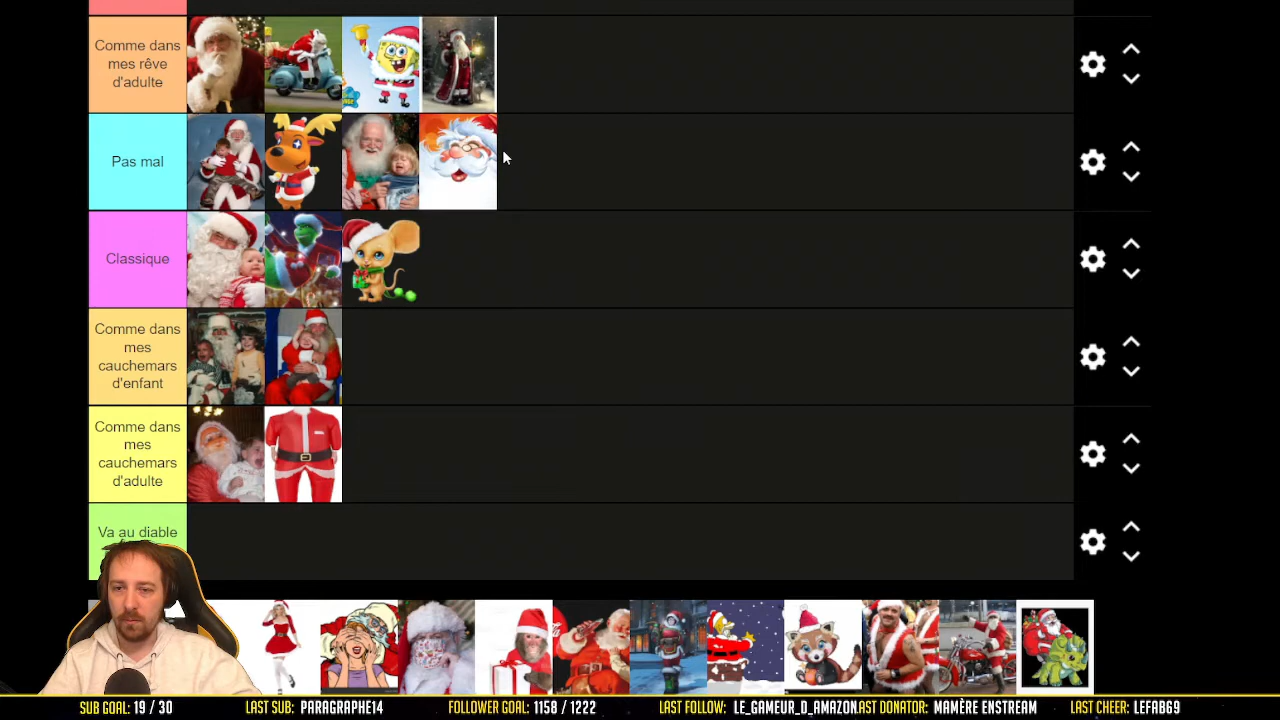 Comme dans
mes rêve
d'adulte
Pas mal
Classique
Comme dans
mes
cauchemars
d'enfant
Comme dans
mes
cauchemars
d'adulte
Va au diable
SUB GOAL: 19 / 30
LAST SUB: PARAGRAPHE14
FOLLOWER GOAL: 1158 / 1222
LAST FOLLOW: LE_GAMEUR_D_AMAZON
AST DONATOR: MAMÈRE ENSTREAM
LAST CHEER: LEFAB69